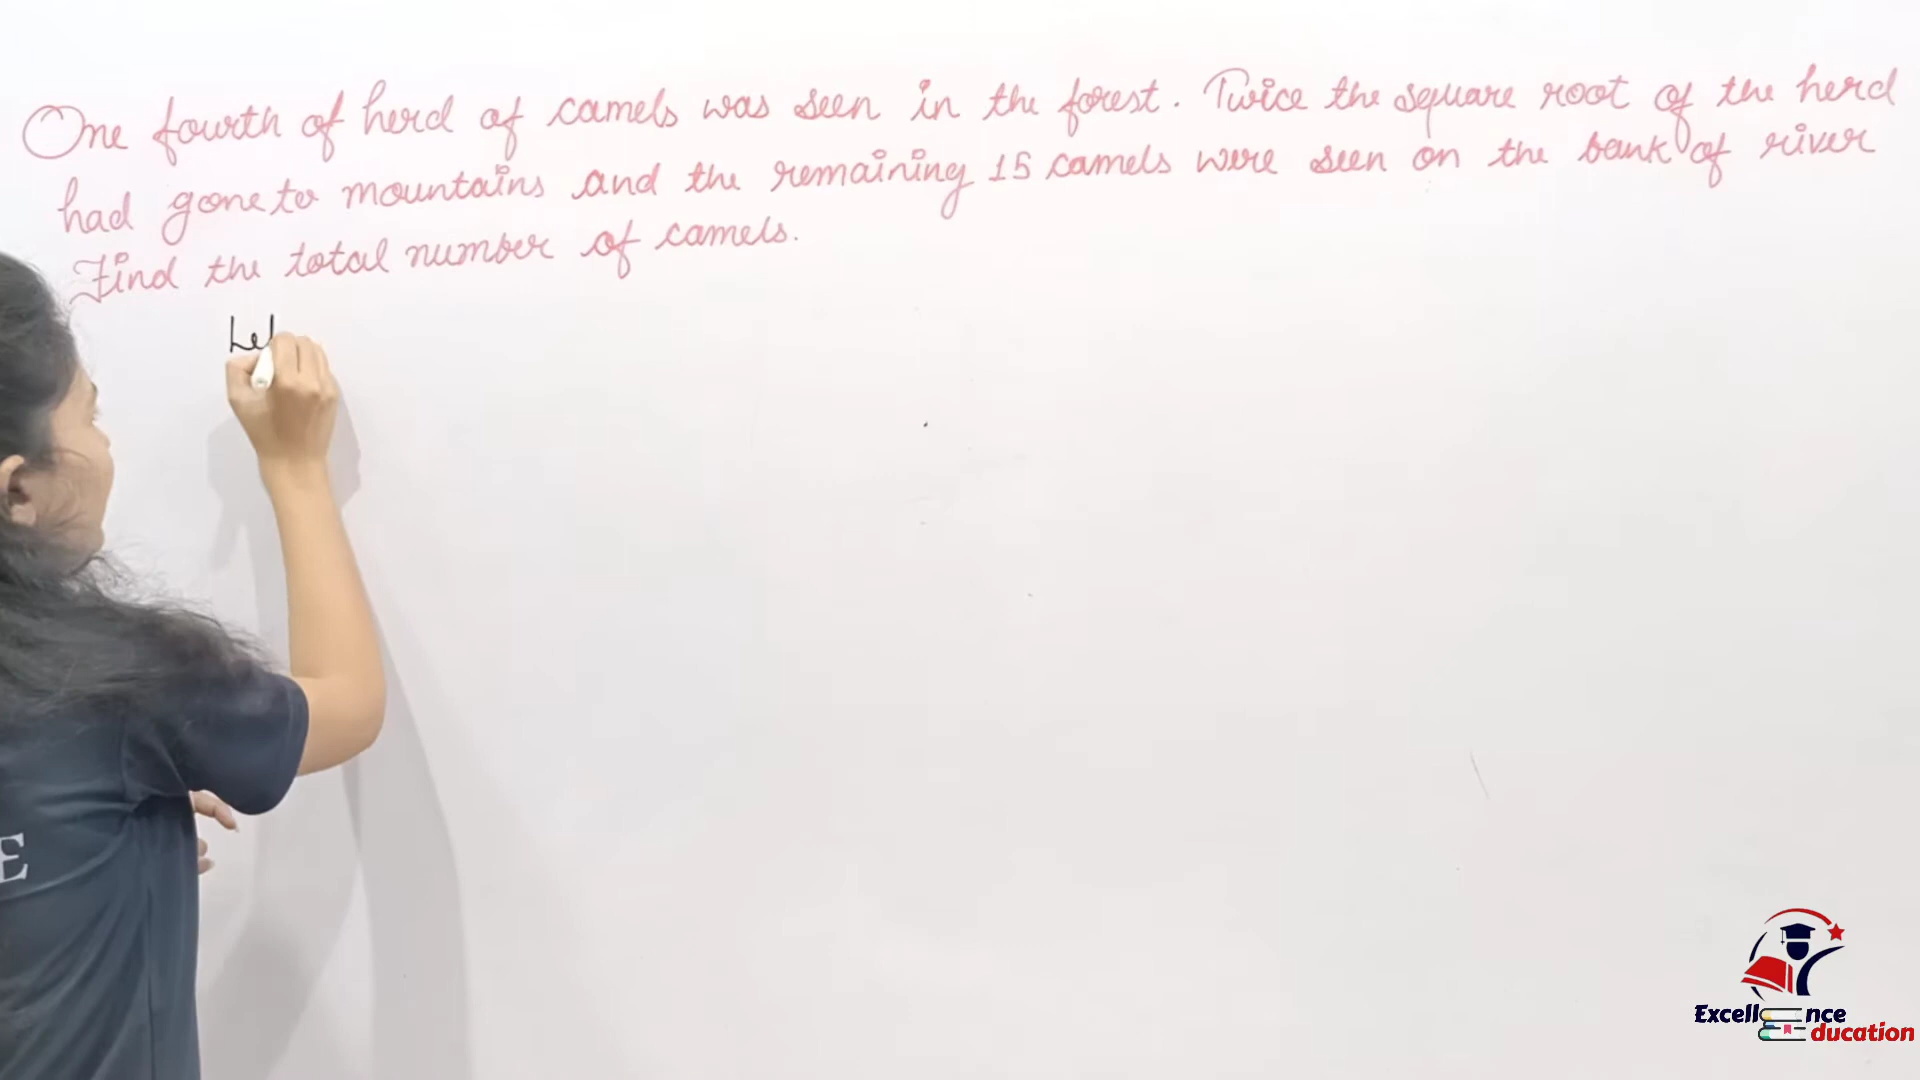 One fourth of herd of camels was seen in the forest. Twice the square root of the herd
had gone to mountains and the remaining 15 camels were seen on the bank of river
Find the total number of camels.
Let
E
Excellence
Education